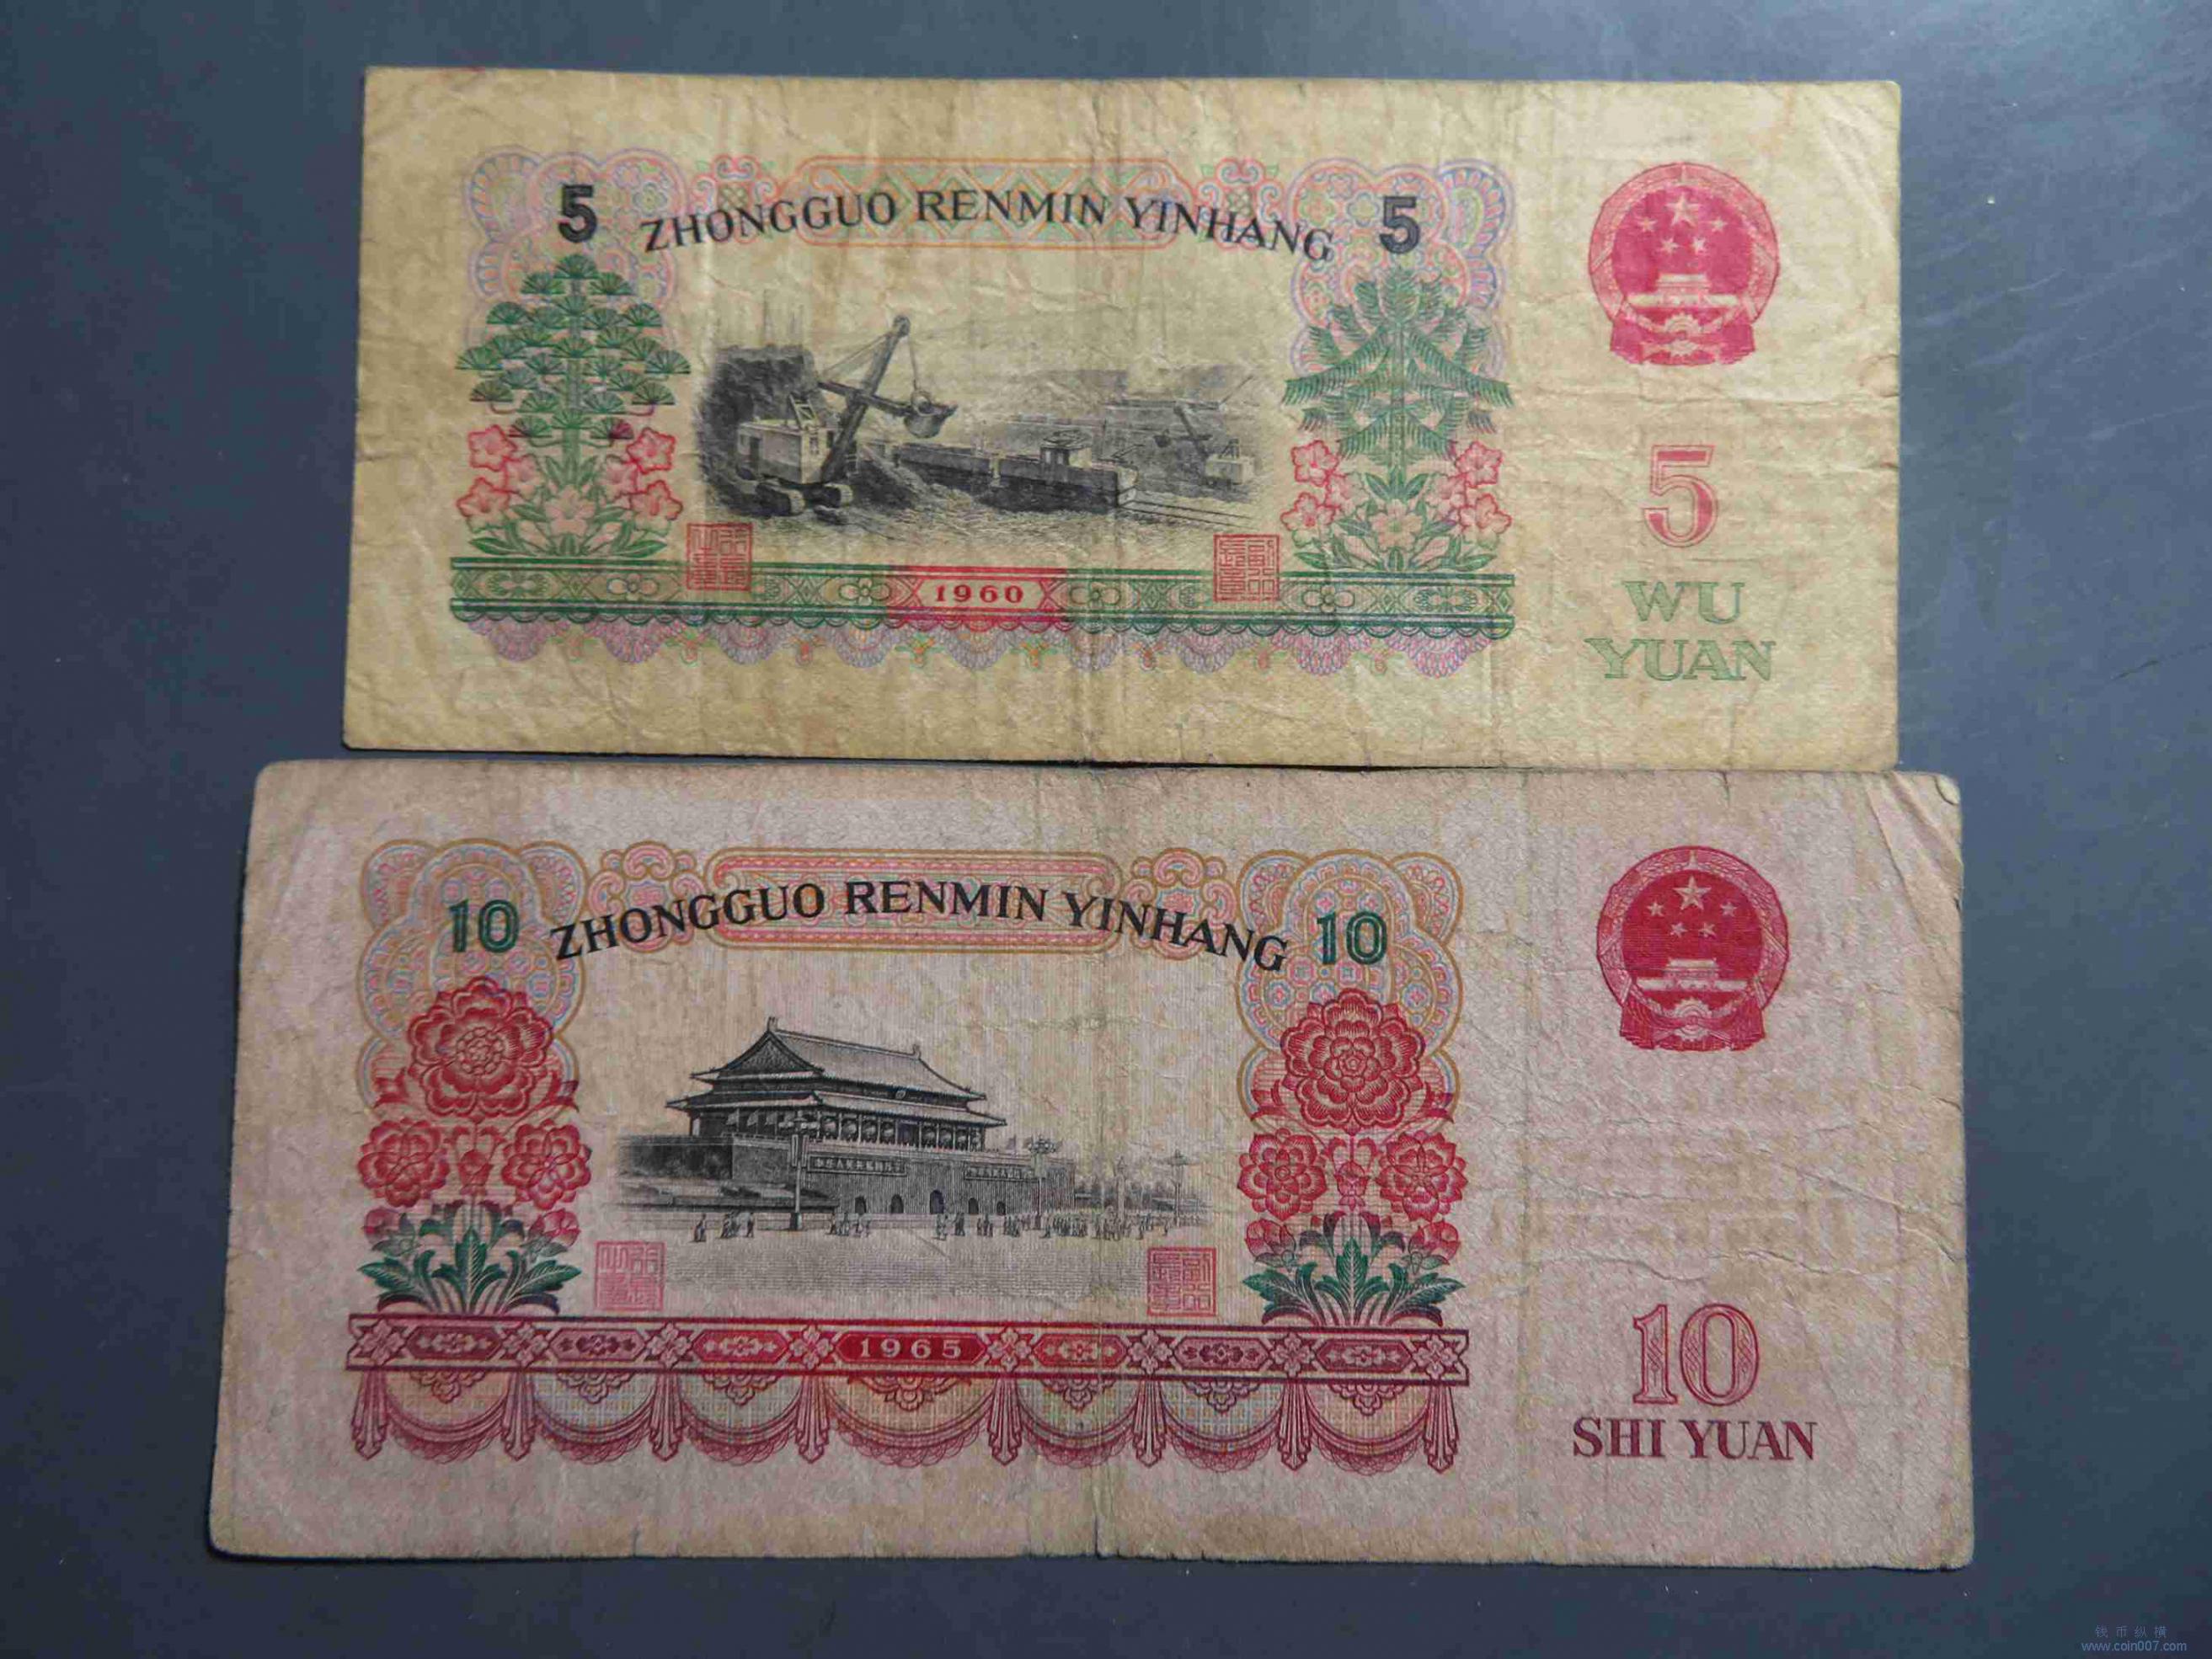 5 ZHONGGUO RENMIN YINHANG 5
1960
5
WU
YUAN
10 ZHONGGUO RENMIN YINHANG 10
1965
10
SHI YUAN
钱币纵横
www.coin007.com